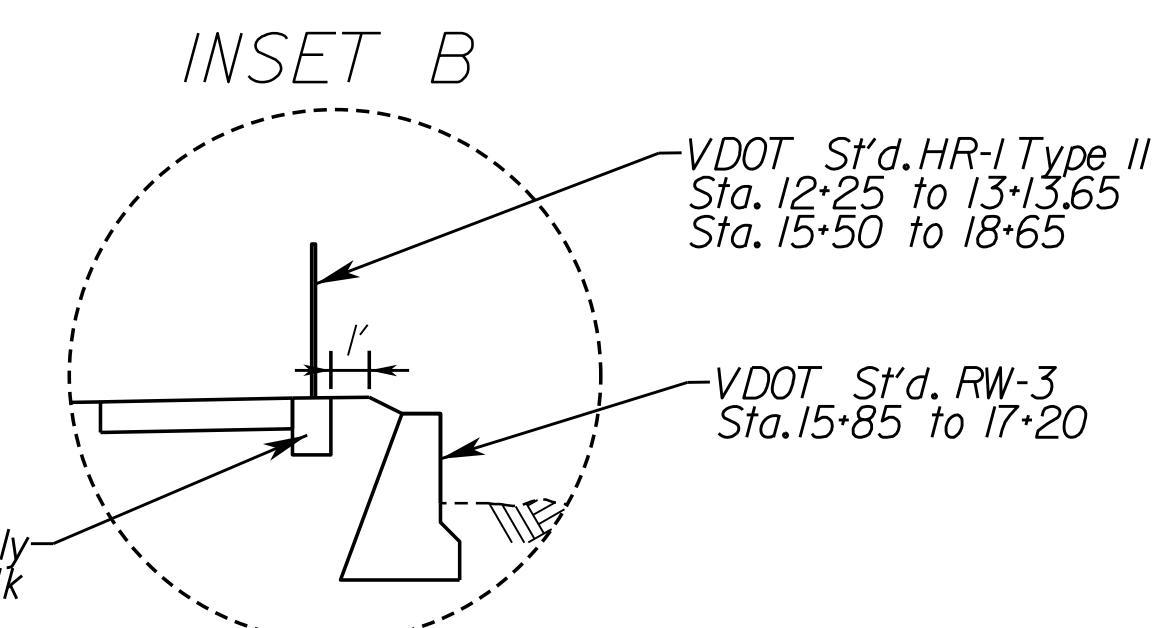 INSET B
VDOT St'd. HR-1 Type II
Sta. 12+25 to 13+13.65
Sta. 15+50 to 18+65
1'
VDOT St'd. RW-3
Sta. 15+85 to 17+20
ly
k